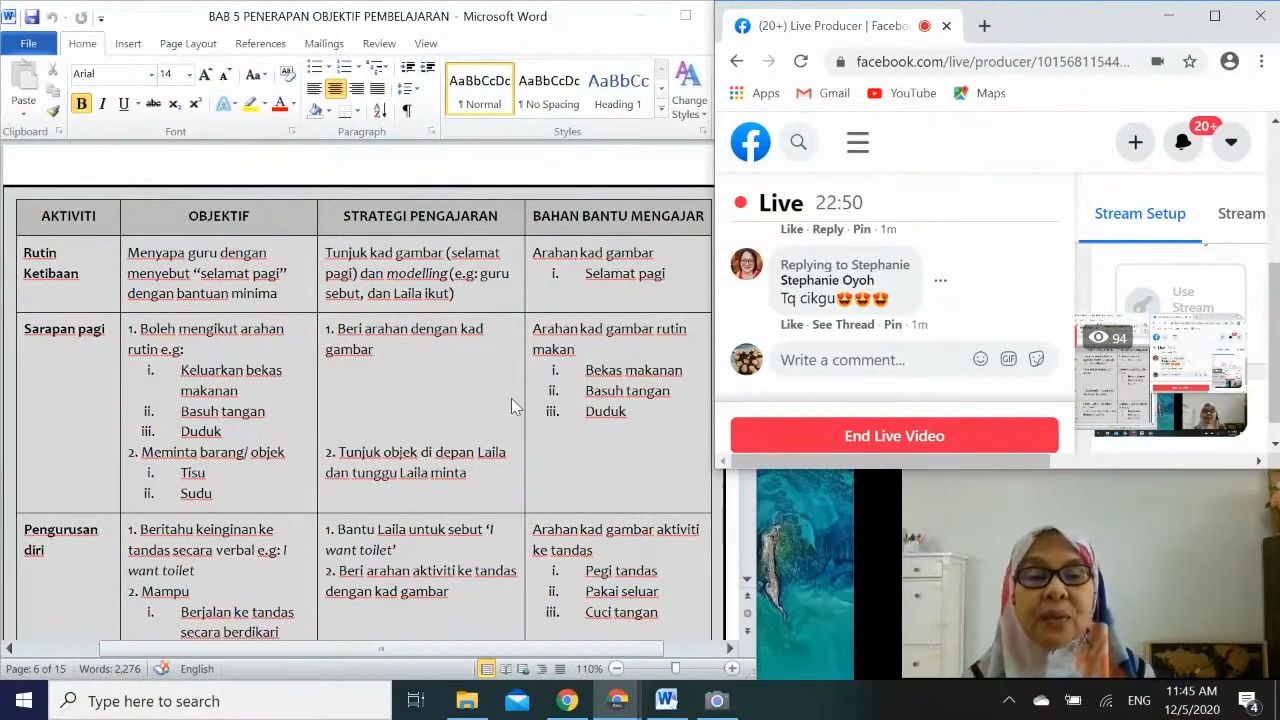 BAB 5 PENERAPAN OBJEKTIF PEMBELAJARAN - Microsoft Word
File Home Insert Page Layout References Mailings Review View
Paste
Arial 14
Aa
B I U abc x₂ x² A A
AaBbCcDc AaBbCcDc AaBbCc
¶ Normal ¶ No Spacing Heading 1
Change
Styles
Clipboard Font Paragraph Styles
AKTIVITI OBJEKTIF STRATEGI PENGAJARAN BAHAN BANTU MENGAJAR
Rutin
Ketibaan
Menyapa guru dengan
menyebut “selamat pagi”
dengan bantuan minima
Tunjuk kad gambar (selamat
pagi) dan modelling (e.g: guru
sebut, dan Laila ikut)
Arahan kad gambar
i. Selamat pagi
Sarapan pagi
1. Boleh mengikut arahan
rutin e.g:
i. Keluarkan bekas
makanan
ii. Basuh tangan
iii. Duduk
2. Meminta barang/ objek
i. Tisu
ii. Sudu
1. Beri arahan dengan kad
gambar
2. Tunjuk objek di depan Laila
dan tunggu Laila minta
Arahan kad gambar rutin
makan
i. Bekas makanan
ii. Basuh tangan
iii. Duduk
Pengurusan
diri
1. Beritahu keinginan ke
tandas secara verbal e.g: I
want toilet
2. Mampu
i. Berjalan ke tandas
secara berdikari
1. Bantu Laila untuk sebut ‘I
want toilet’
2. Beri arahan aktiviti ke tandas
dengan kad gambar
Arahan kad gambar aktiviti
ke tandas
i. Pegi tandas
ii. Pakai seluar
iii. Cuci tangan
Page: 6 of 15 Words: 2,276 English 110%
(20+) Live Producer | Facebo
facebook.com/live/producer/10156811544...
Apps Gmail YouTube Maps
20+
Live 22:50
Like · Reply · Pin · 1m
Replying to Stephanie
Stephanie Oyoh
Tq cikgu😍😍😍
Like · See Thread · Pin · 1m
Write a comment...
GIF
End Live Video
Stream Setup Stream
Use
Stream
94
Type here to search
ENG
11:45 AM
12/5/2020
4